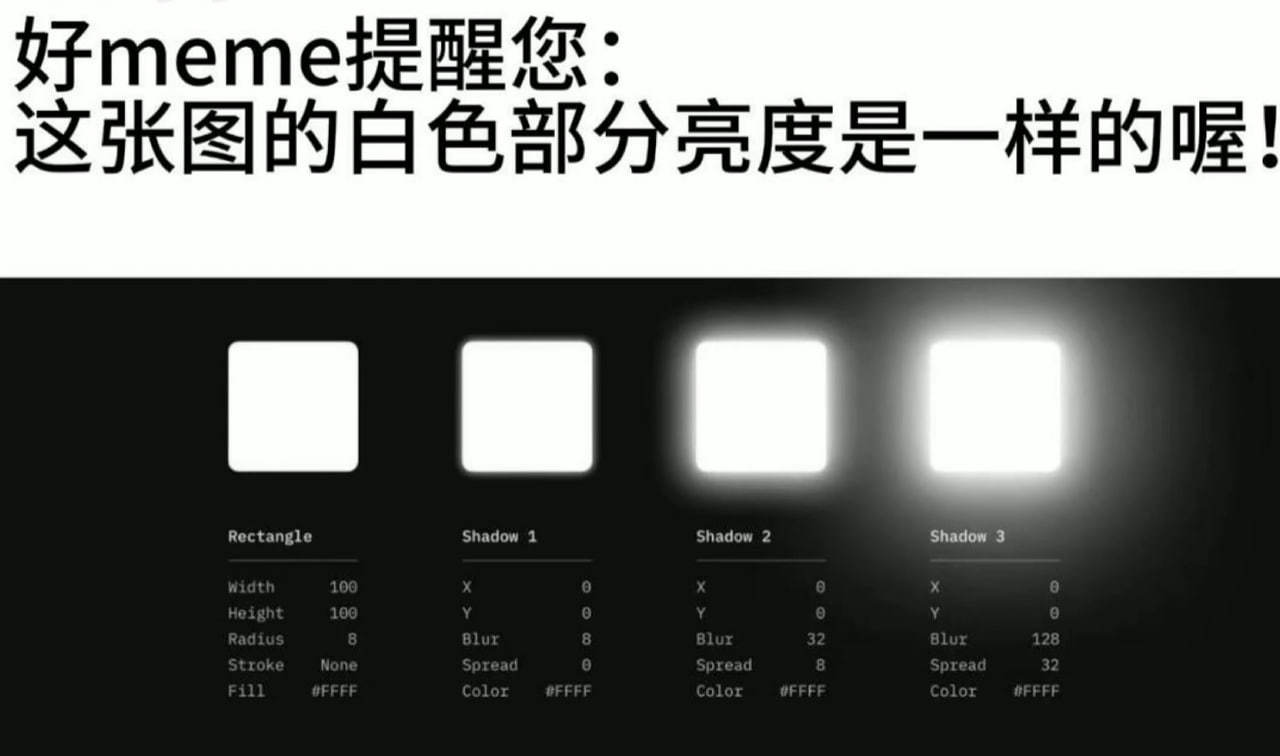 好meme提醒您：
这张图的白色部分亮度是一样的喔！
Rectangle
Width 100
Height 100
Radius 8
Stroke None
Fill #FFFF
Shadow 1
X 0
Y 0
Blur 8
Spread 0
Color #FFFF
Shadow 2
X 0
Y 0
Blur 32
Spread 8
Color #FFFF
Shadow 3
X 0
Y 0
Blur 128
Spread 32
Color #FFFF